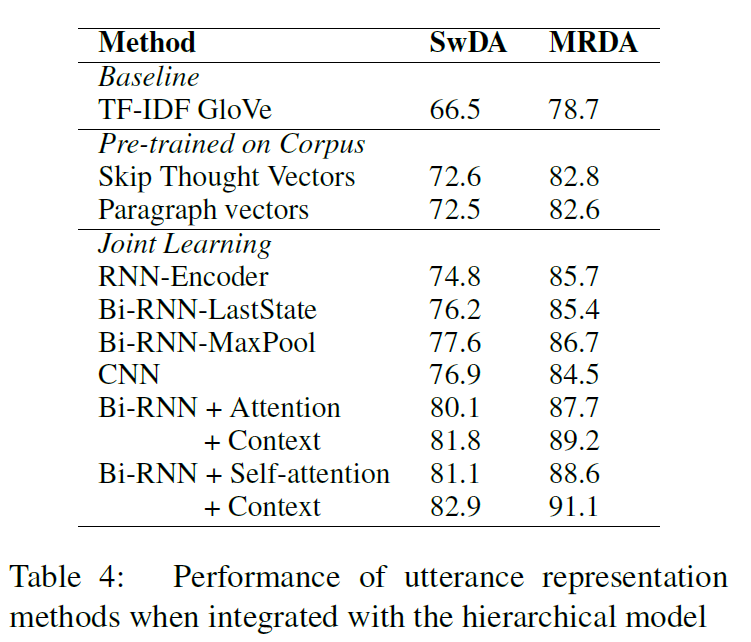 Method SwDA MRDA
Baseline
TF-IDF GloVe 66.5 78.7
Pre-trained on Corpus
Skip Thought Vectors 72.6 82.8
Paragraph vectors 72.5 82.6
Joint Learning
RNN-Encoder 74.8 85.7
Bi-RNN-LastState 76.2 85.4
Bi-RNN-MaxPool 77.6 86.7
CNN 76.9 84.5
Bi-RNN + Attention 80.1 87.7
+ Context 81.8 89.2
Bi-RNN + Self-attention 81.1 88.6
+ Context 82.9 91.1
Table 4: Performance of utterance representation
methods when integrated with the hierarchical model